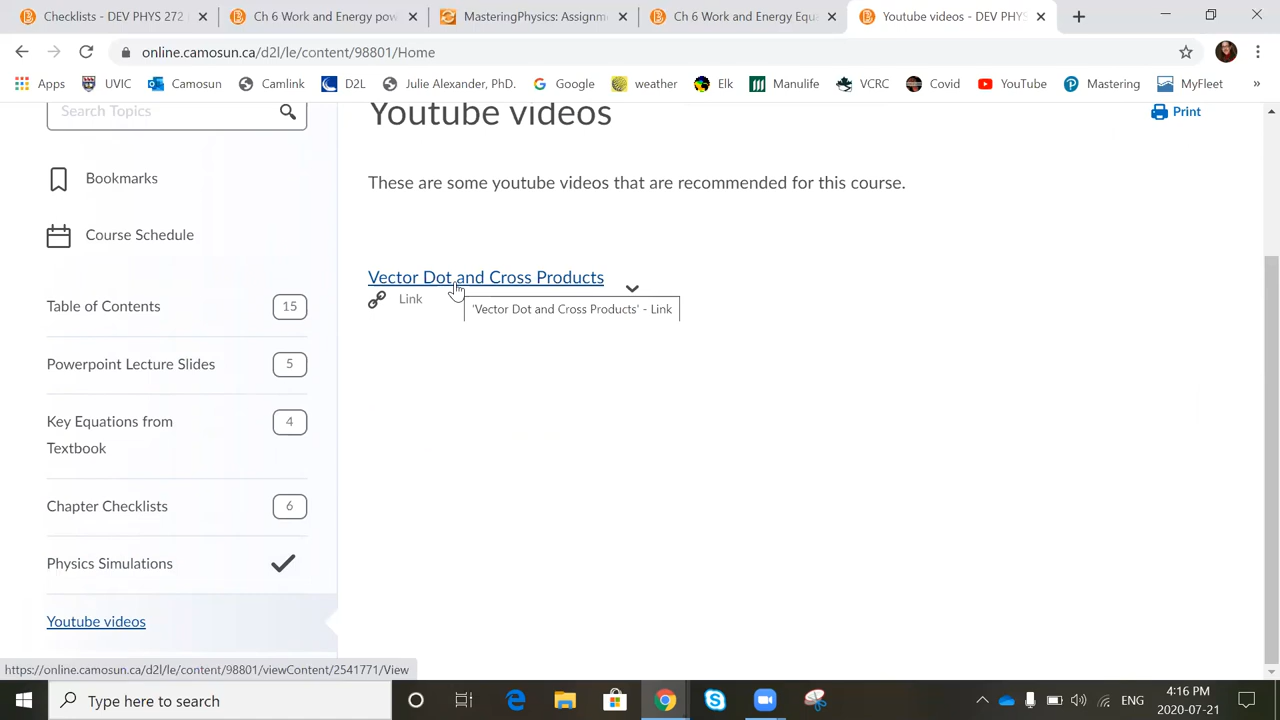 Checklists - DEV PHYS 272
Ch 6 Work and Energy pow
MasteringPhysics: Assignm
Ch 6 Work and Energy Equ
Youtube videos - DEV PHYS
online.camosun.ca/d2l/le/content/98801/Home
Apps
UVIC
Camosun
Camlink
D2L
Julie Alexander, PhD.
Google
weather
Elk
Manulife
VCRC
Covid
YouTube
Mastering
MyFleet
»
Search Topics
Youtube videos
Print
Bookmarks
These are some youtube videos that are recommended for this course.
Course Schedule
Vector Dot and Cross Products
Link
'Vector Dot and Cross Products' - Link
Table of Contents
15
Powerpoint Lecture Slides
5
Key Equations from
Textbook
4
Chapter Checklists
6
Physics Simulations
Youtube videos
https://online.camosun.ca/d2l/le/content/98801/viewContent/2541771/View
Type here to search
ENG
4:16 PM
2020-07-21